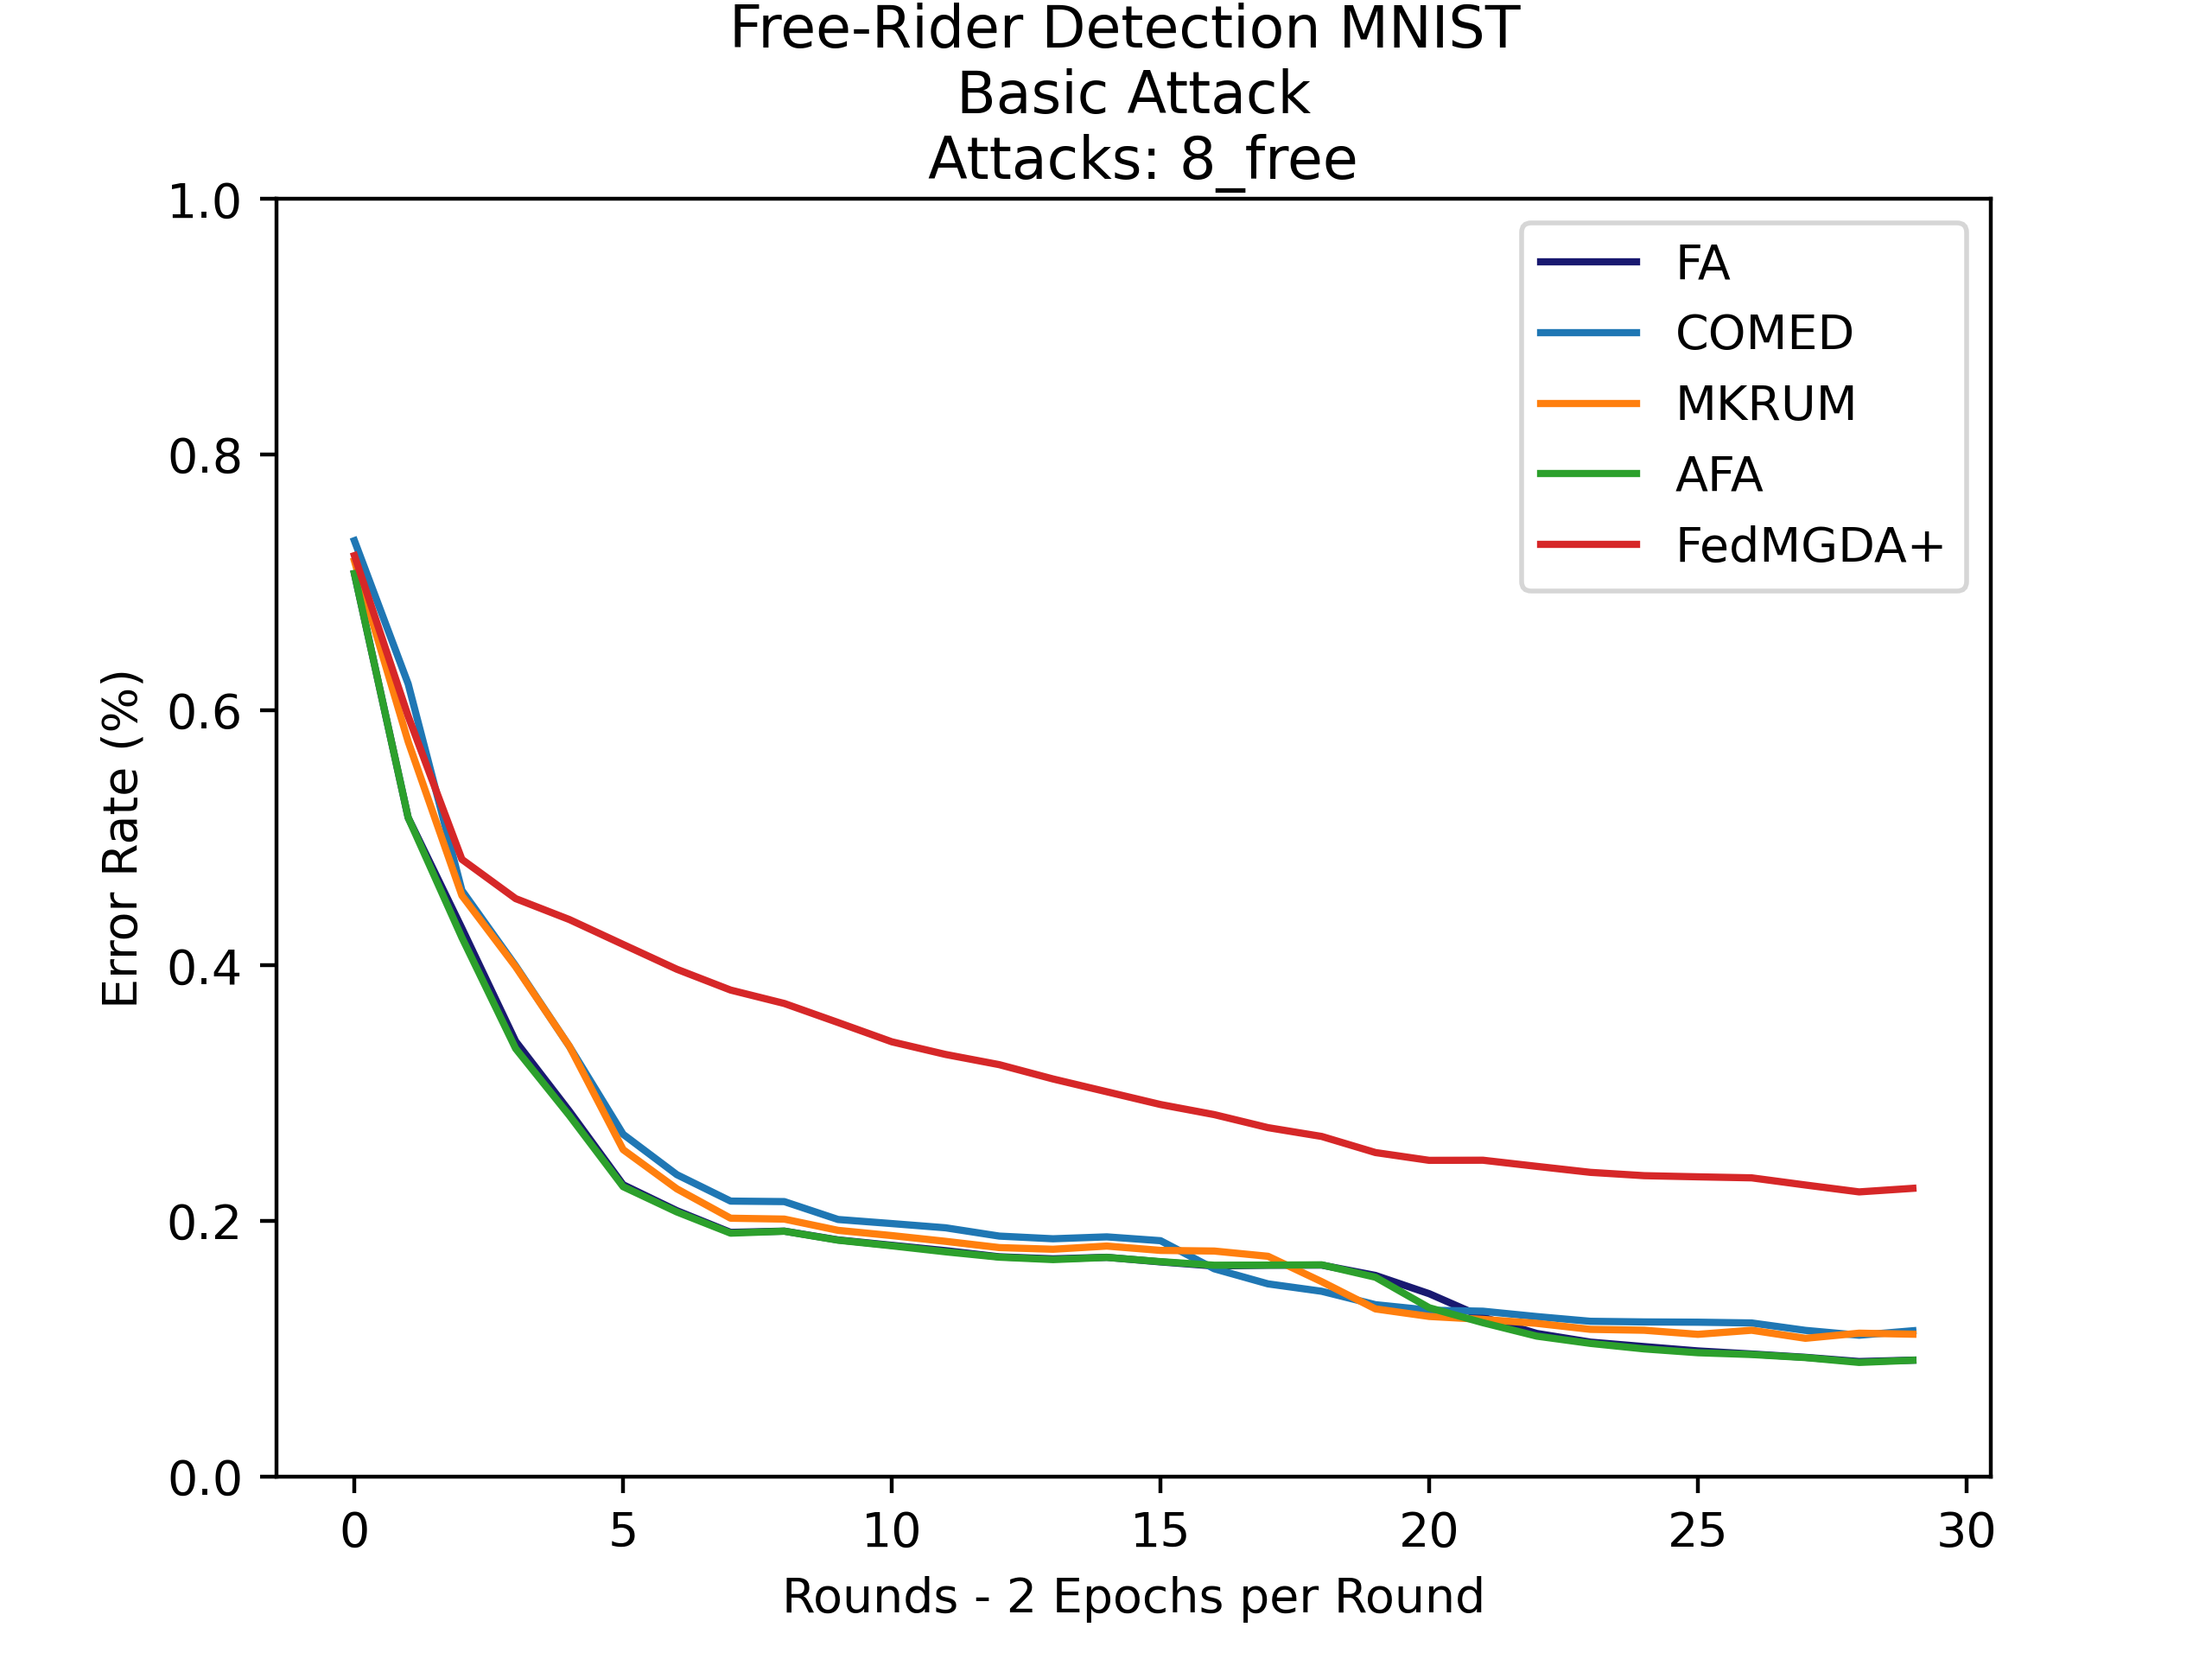 Free-Rider Detection MNIST
Basic Attack
Attacks: 8_free
1.0
0.8
0.6
0.4
0.2
0.0
Error Rate (%)
FA
COMED
MKRUM
AFA
FedMGDA+
0 5 10 15 20 25 30
Rounds - 2 Epochs per Round